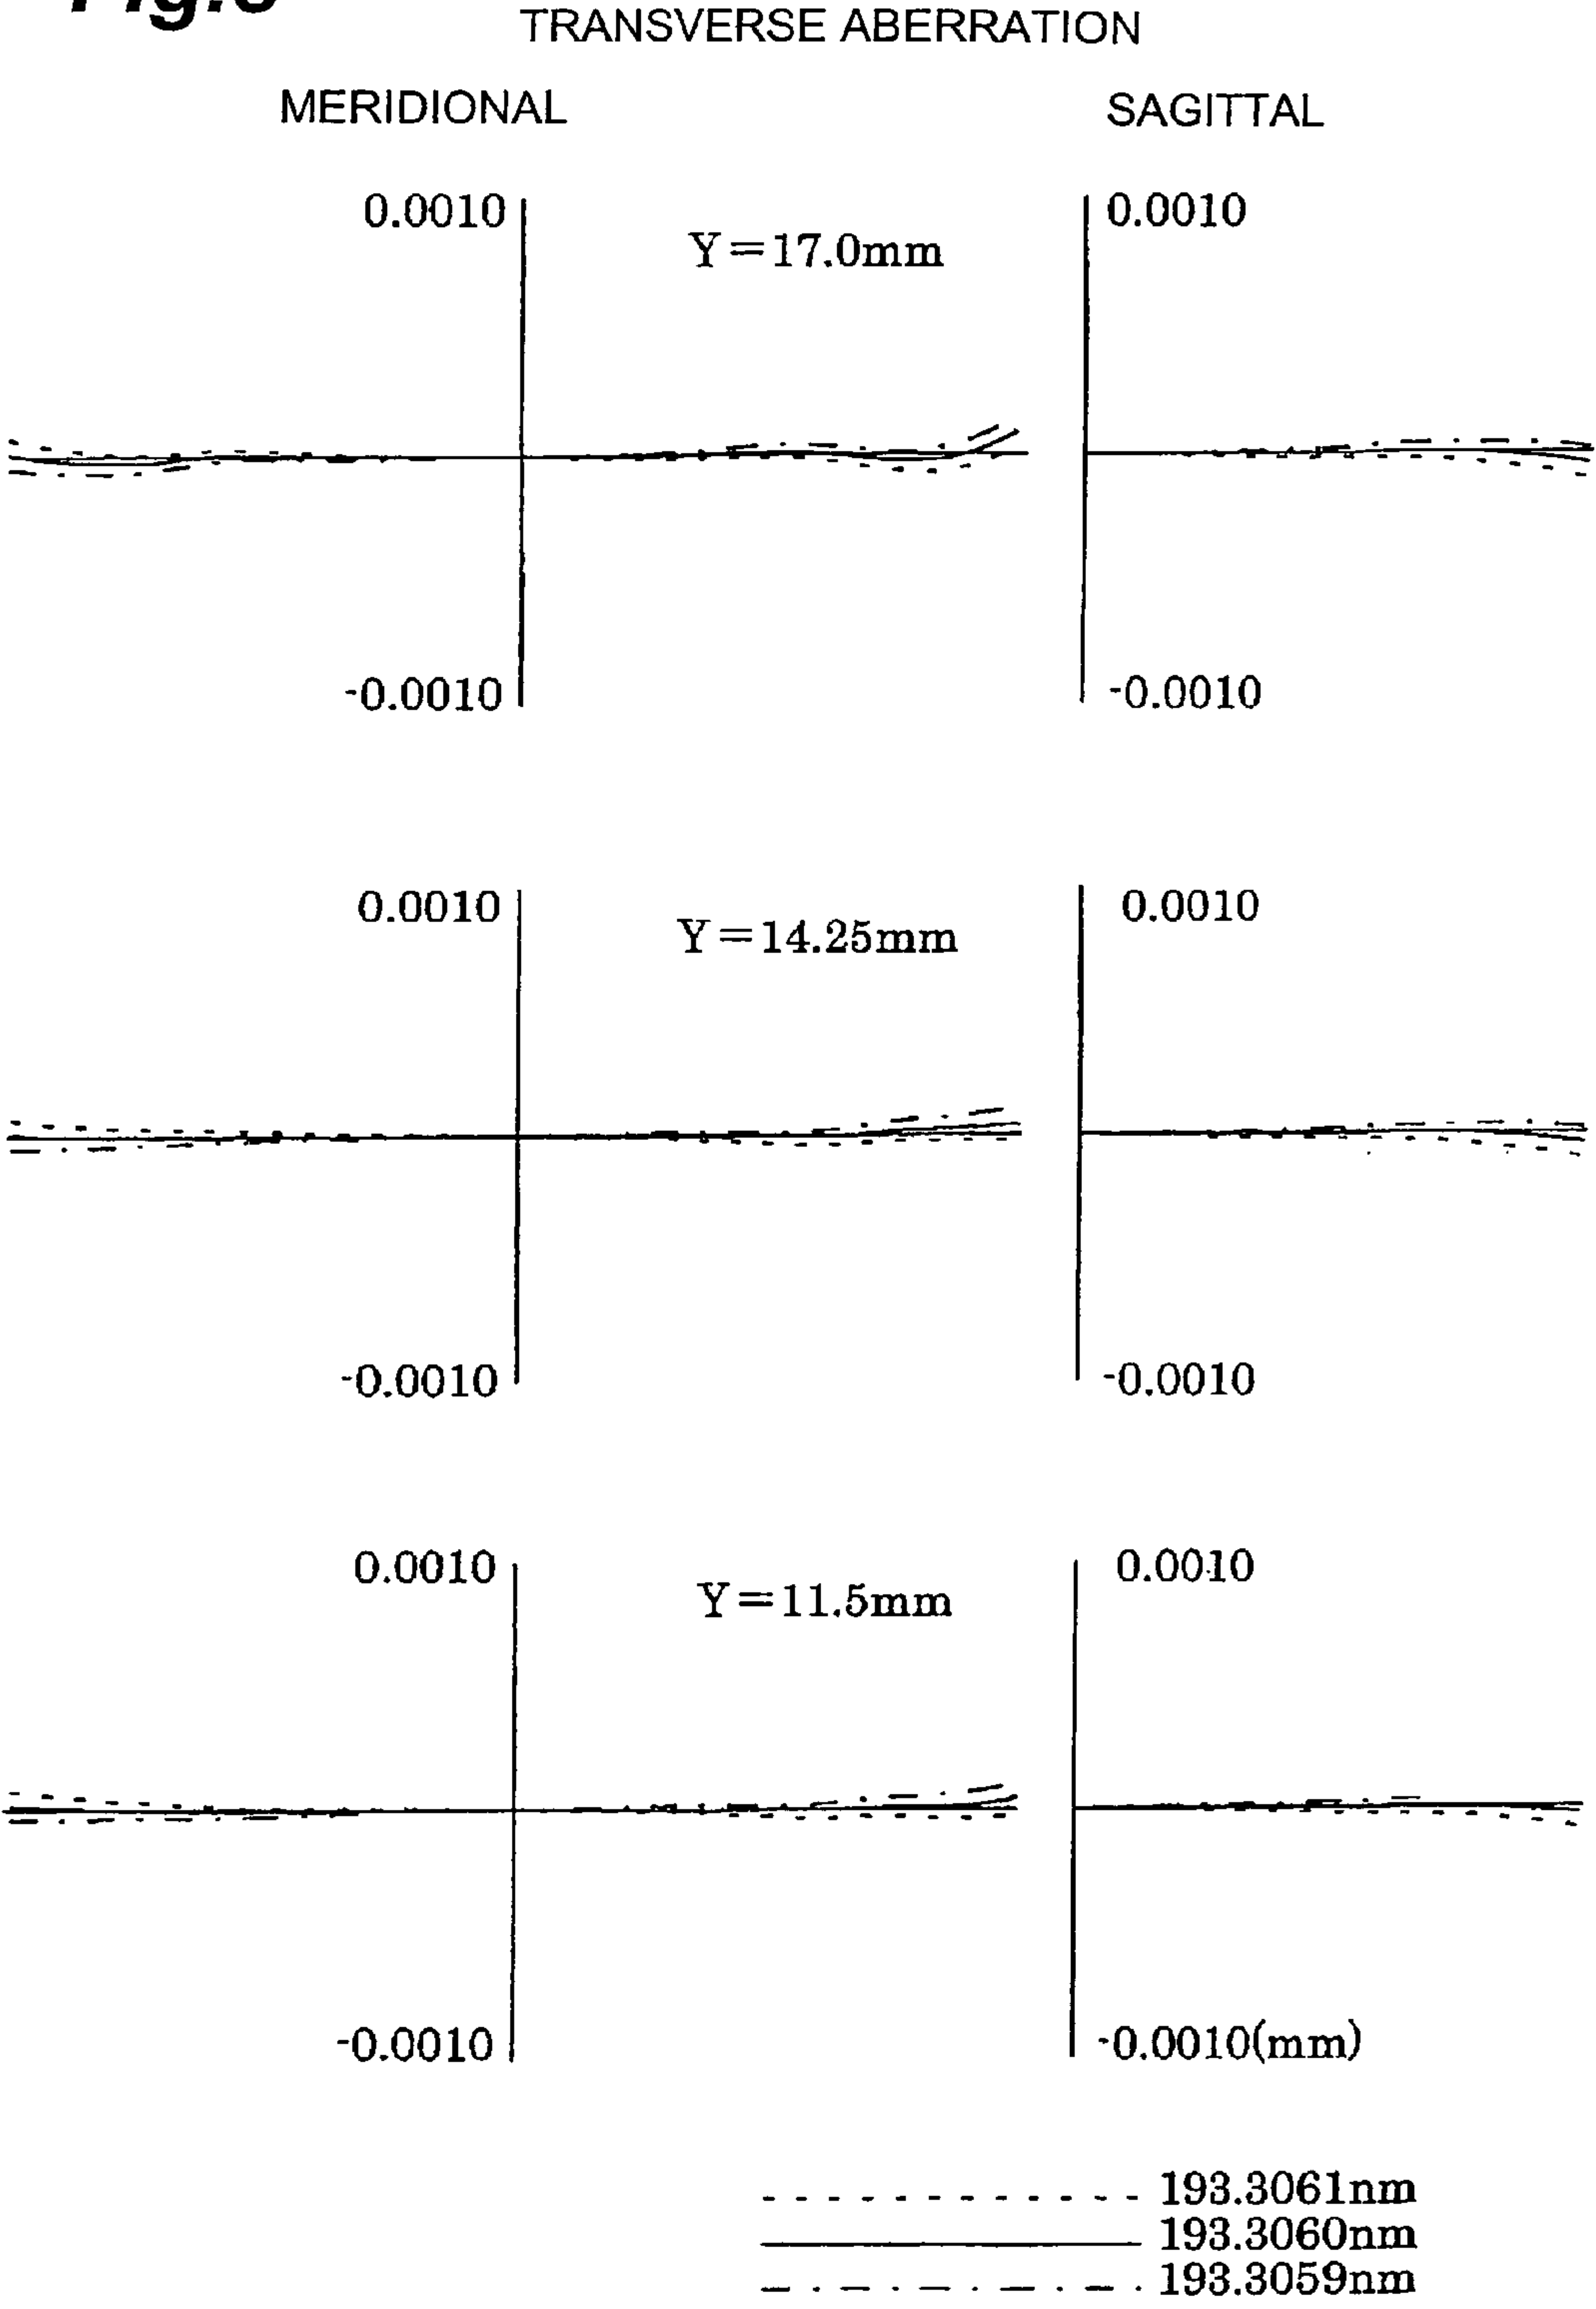 TRANSVERSE ABERRATION
MERIDIONAL SAGITTAL
0.0010 0.0010
Y=17.0mm
-0.0010 -0.0010
0.0010 0.0010
Y=14.25mm
-0.0010 -0.0010
0.0010 0.0010
Y=11.5mm
-0.0010 -0.0010(mm)
193.3061nm
193.3060nm
193.3059nm